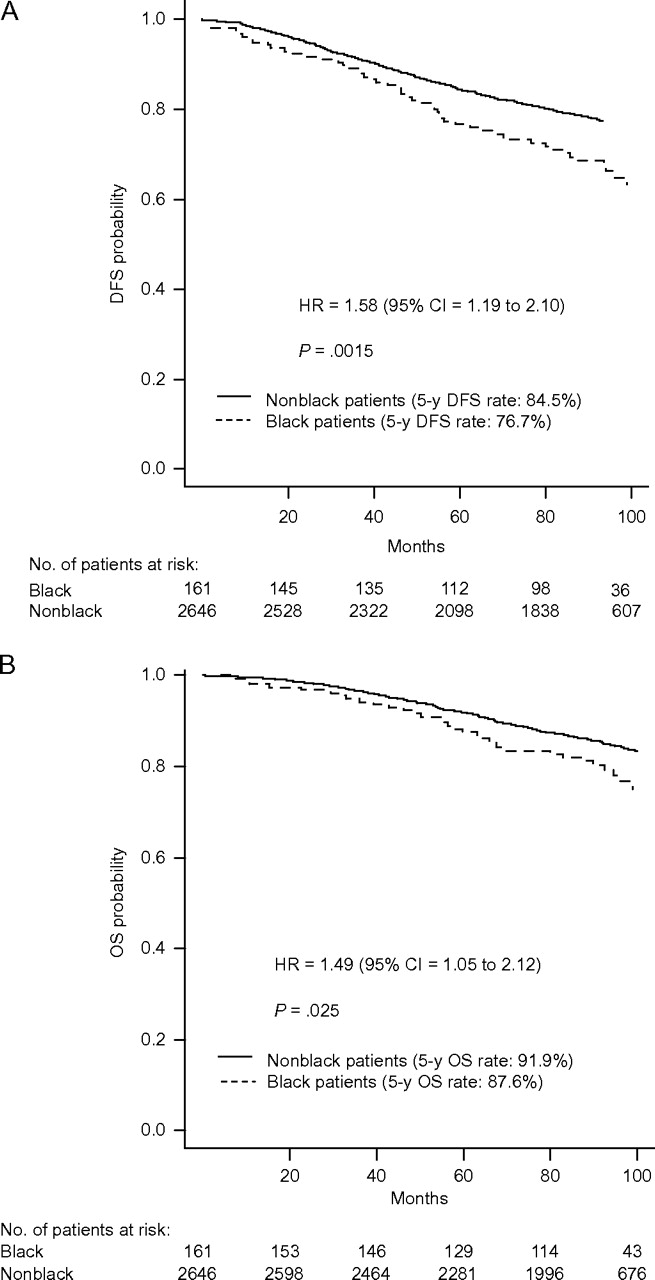 A
1.0
0.8
0.6
0.4
0.2
0.0
DFS probability
HR = 1.58 (95% CI = 1.19 to 2.10)
P = .0015
Nonblack patients (5-y DFS rate: 84.5%)
Black patients (5-y DFS rate: 76.7%)
20 40 60 80 100
Months
No. of patients at risk:
Black 161 145 135 112 98 36
Nonblack 2646 2528 2322 2098 1838 607
B
1.0
0.8
0.6
0.4
0.2
0.0
OS probability
HR = 1.49 (95% CI = 1.05 to 2.12)
P = .025
Nonblack patients (5-y OS rate: 91.9%)
Black patients (5-y OS rate: 87.6%)
20 40 60 80 100
Months
No. of patients at risk:
Black 161 153 146 129 114 43
Nonblack 2646 2598 2464 2281 1996 676